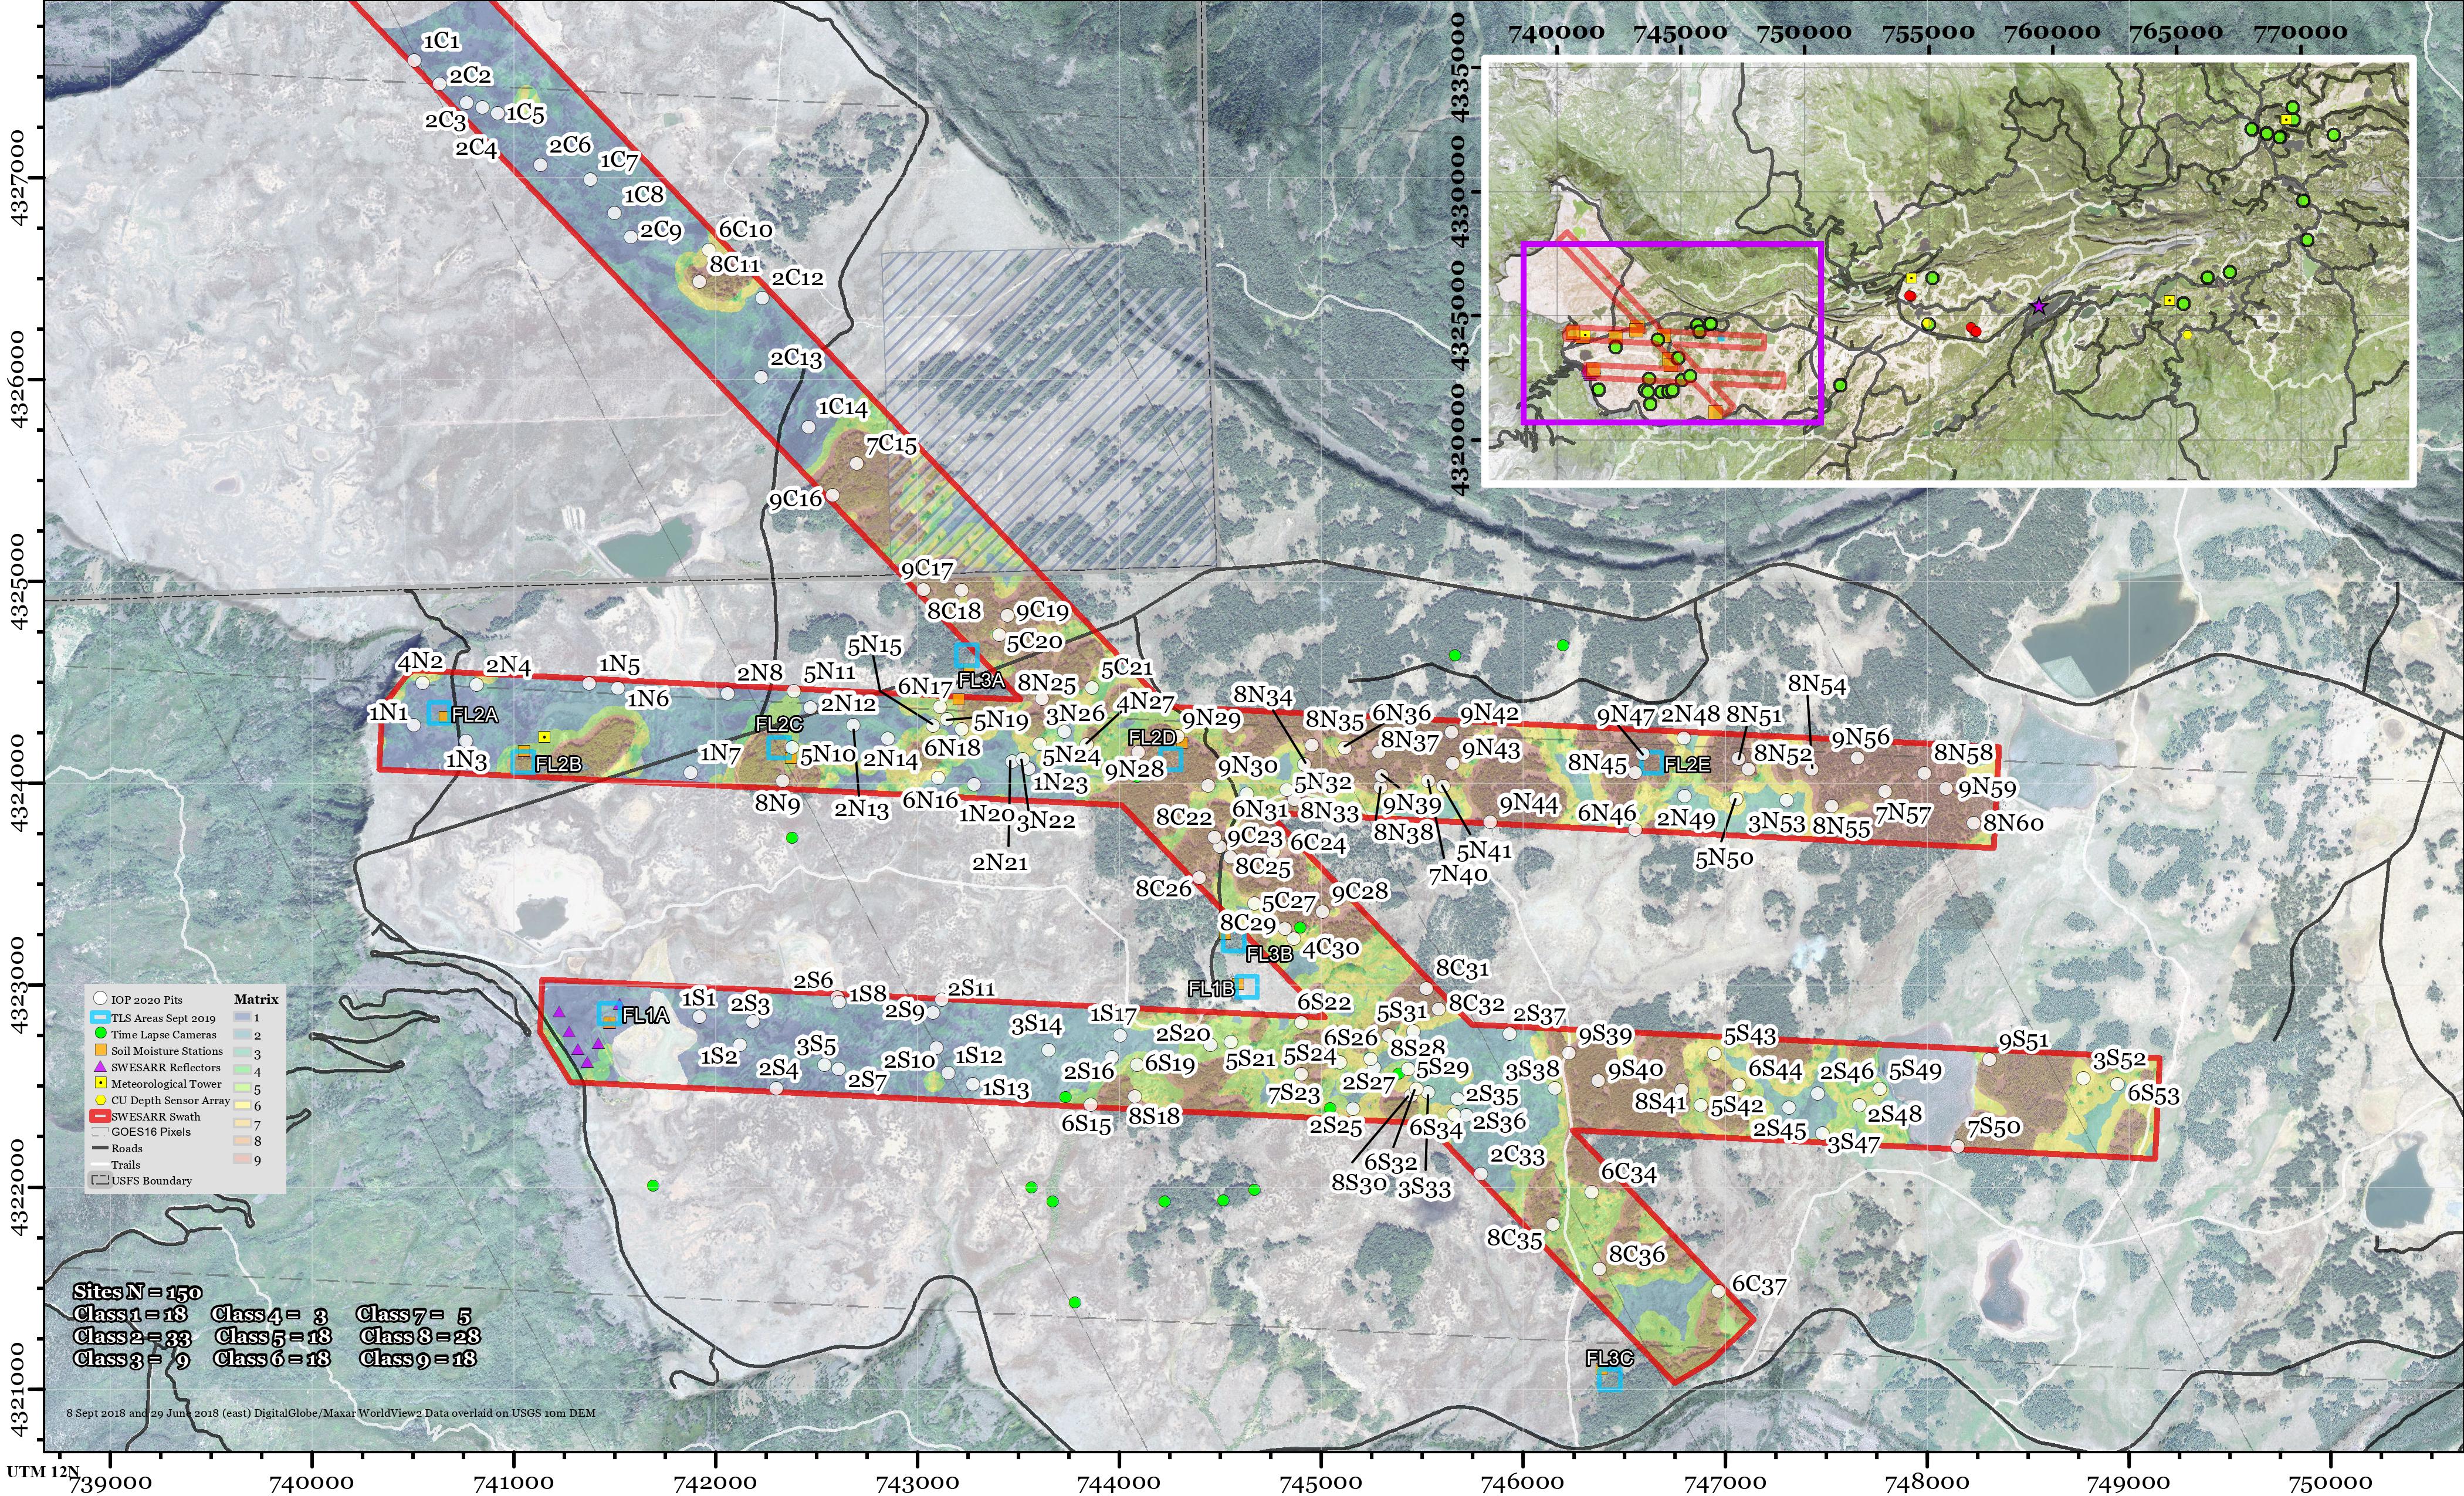 740000 745000 750000 755000 760000 765000 770000
4335000
4330000
4325000
4320000
4327000
4326000
4325000
4324000
4323000
4322000
4321000
1C1
2C2
2C3
1C5
2C4
2C6
1C7
1C8
2C9
6C10
8C11
2C12
2C13
1C14
7C15
9C16
9C17
8C18
9C19
5C20
5C21
4N2
2N4
1N5
1N6
2N8
5N11
5N15
6N17
FL3A
8N25
1N1
FL2A
FL2C
2N12
5N19
3N26
4N27
9N29
1N3
FL2B
1N7
5N10
2N14
6N18
5N24
FL2D
9N28
8N9
2N13
6N16
1N20
3N22
1N23
2N21
8N34
8N35
6N36
8N37
9N42
9N43
9N47
2N48
8N51
8N54
9N56
8N58
9N30
5N32
8N45
FL2E
8N52
9N59
6N31
8N33
9N39
8N38
9N44
6N46
2N49
3N53
8N55
7N57
8N60
5N41
7N40
5N50
8C22
9C23
6C24
8C25
8C26
5C27
9C28
8C29
4C30
FL3B
FL1B
8C31
8C32
FL1A
1S1
2S3
2S6
1S8
2S9
2S11
1S2
3S5
2S4
2S7
2S10
1S12
1S13
3S14
1S17
2S20
6S22
2S16
6S19
5S21
5S24
6S26
5S31
8S28
5S29
6S15
8S18
7S23
2S27
2S25
6S34
2S35
2S36
6S32
8S30
3S33
2S37
3S38
9S39
9S40
8S41
5S42
5S43
6S44
2S45
2S46
3S47
2S48
5S49
7S50
9S51
3S52
6S53
2C33
6C34
8C35
8C36
6C37
FL3C
IOP 2020 Pits
TLS Areas Sept 2019
Time Lapse Cameras
Soil Moisture Stations
SWESARR Reflectors
Meteorological Tower
CU Depth Sensor Array
SWESARR Swath
GOES16 Pixels
Roads
Trails
USFS Boundary
Matrix
1
2
3
4
5
6
7
8
9
Sites N = 150
Class 1 = 18 Class 4 = 3 Class 7 = 5
Class 2 = 33 Class 5 = 18 Class 8 = 28
Class 3 = 9 Class 6 = 18 Class 9 = 18
8 Sept 2018 and 29 June 2018 (east) DigitalGlobe/Maxar WorldView2 Data overlaid on USGS 10m DEM
UTM 12N
739000 740000 741000 742000 743000 744000 745000 746000 747000 748000 749000 750000